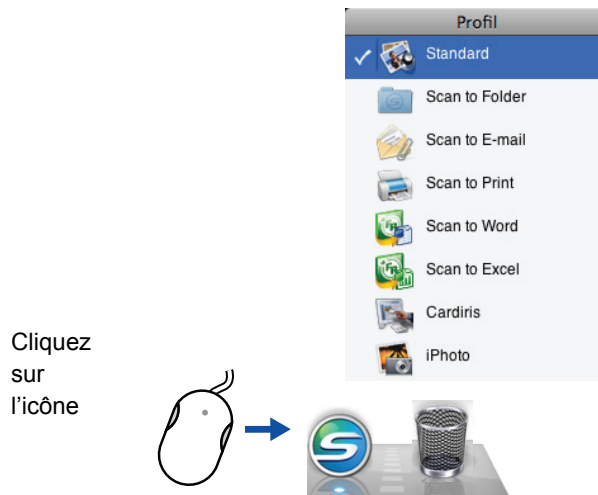 Profil
Standard
Scan to Folder
Scan to E-mail
Scan to Print
Scan to Word
Scan to Excel
Cardiris
iPhoto
Cliquez
sur
l’icône